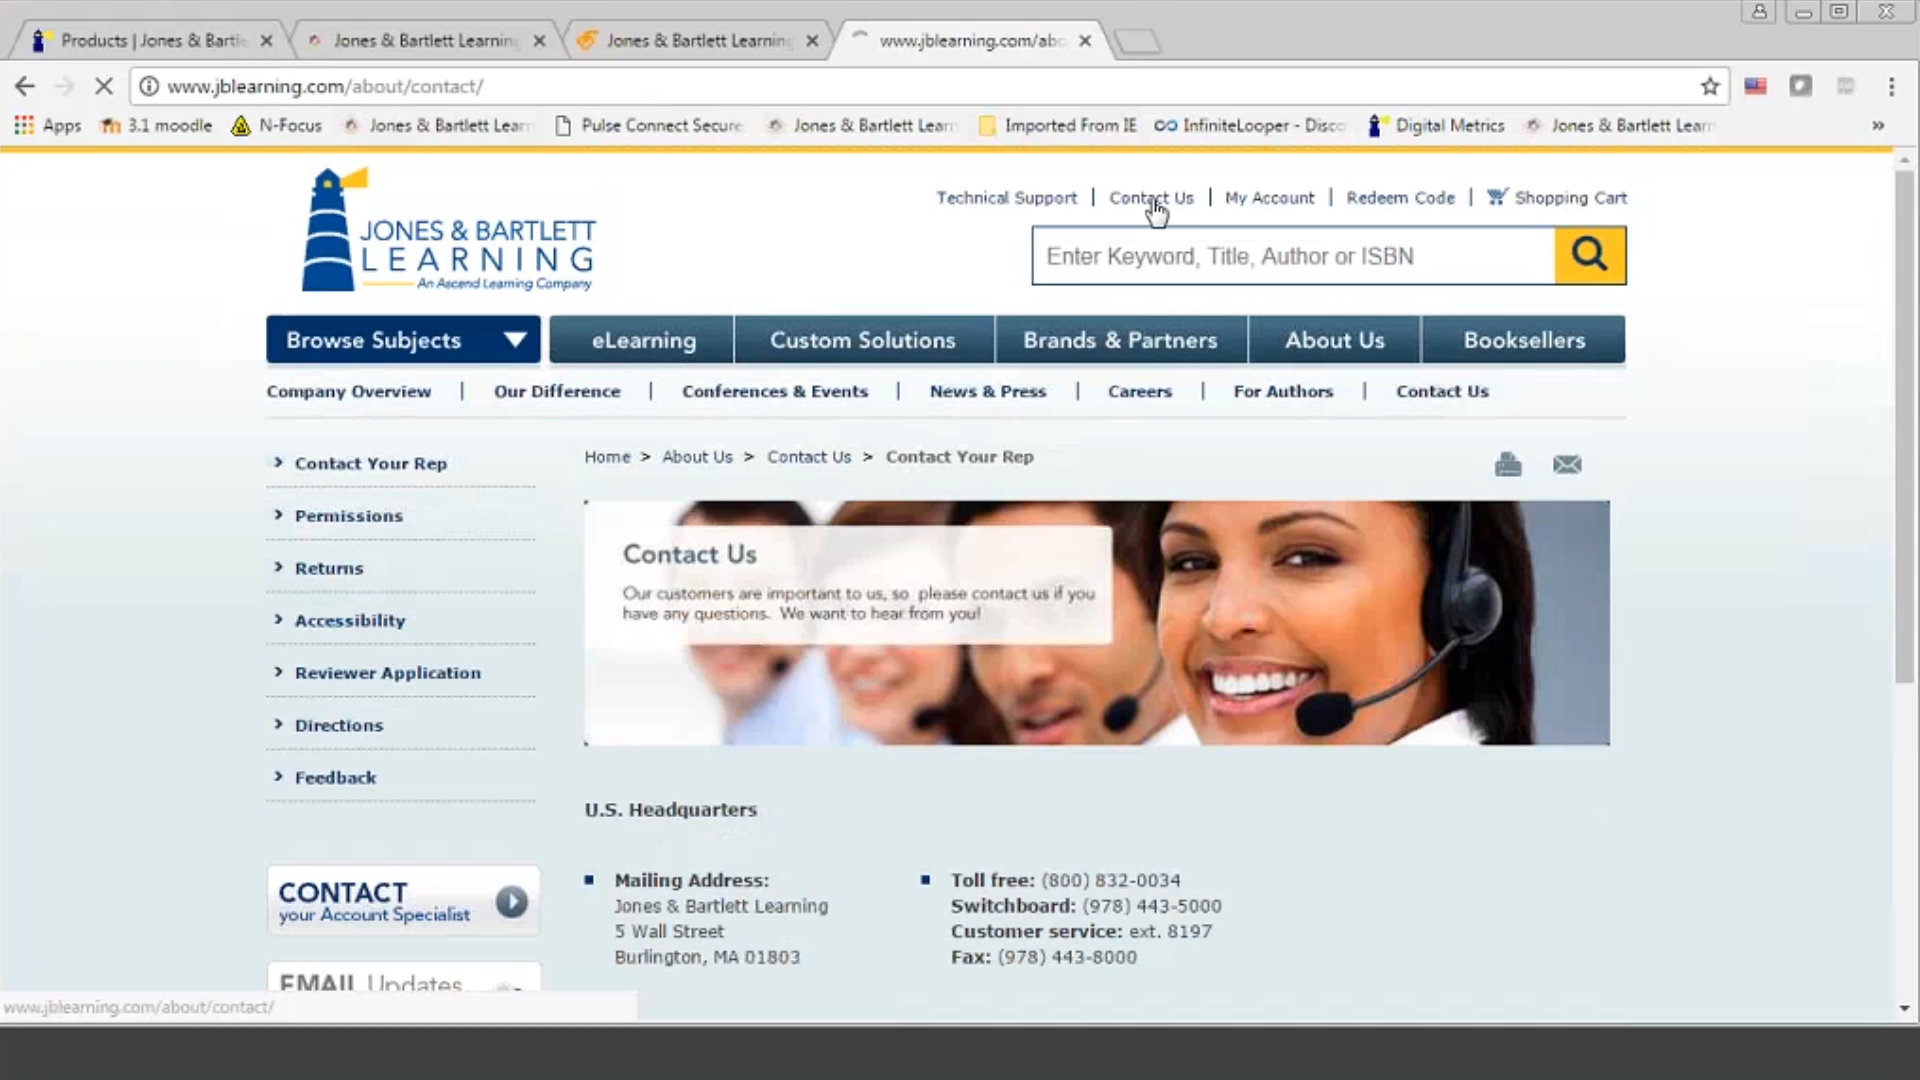 Products | Jones & Bartle
Jones & Bartlett Learning
Jones & Bartlett Learning
www.jblearning.com/abo
www.jblearning.com/about/contact/
Apps
3.1 moodle
N-Focus
Jones & Bartlett Learn
Pulse Connect Secure
Jones & Bartlett Learn
Imported From IE
InfiniteLooper - Disco
Digital Metrics
Jones & Bartlett Learn
»
JONES & BARTLETT
LEARNING
An Ascend Learning Company
Technical Support | Contact Us | My Account | Redeem Code | Shopping Cart
Enter Keyword, Title, Author or ISBN
Browse Subjects
eLearning
Custom Solutions
Brands & Partners
About Us
Booksellers
Company Overview | Our Difference | Conferences & Events | News & Press | Careers | For Authors | Contact Us
Contact Your Rep
Permissions
Returns
Accessibility
Reviewer Application
Directions
Feedback
CONTACT
your Account Specialist
EMAIL Updates
Home > About Us > Contact Us > Contact Your Rep
Contact Us
Our customers are important to us, so please contact us if you
have any questions. We want to hear from you!
U.S. Headquarters
Mailing Address:
Jones & Bartlett Learning
5 Wall Street
Burlington, MA 01803
Toll free: (800) 832-0034
Switchboard: (978) 443-5000
Customer service: ext. 8197
Fax: (978) 443-8000
www.jblearning.com/about/contact/